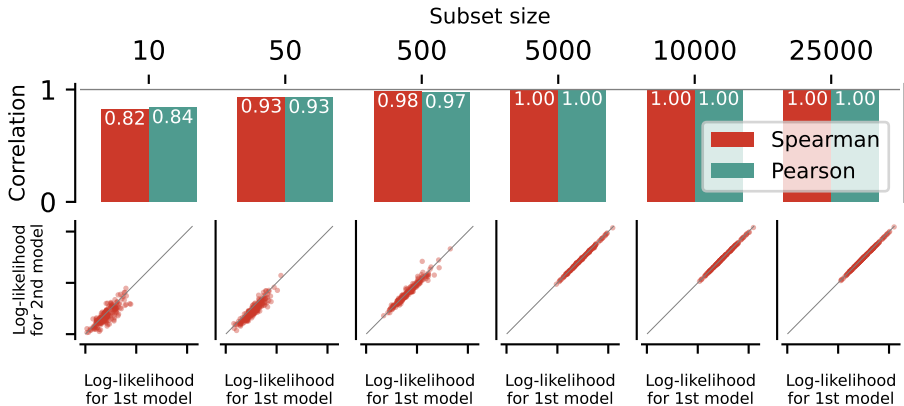 Subset size
10 50 500 5000 10000 25000
Correlation
1
0
0.82 0.84 0.93 0.93 0.98 0.97 1.00 1.00 1.00 1.00 1.00 1.00
Spearman
Pearson
Log-likelihood
for 2nd model
Log-likelihood
for 1st model
Log-likelihood
for 1st model
Log-likelihood
for 1st model
Log-likelihood
for 1st model
Log-likelihood
for 1st model
Log-likelihood
for 1st model